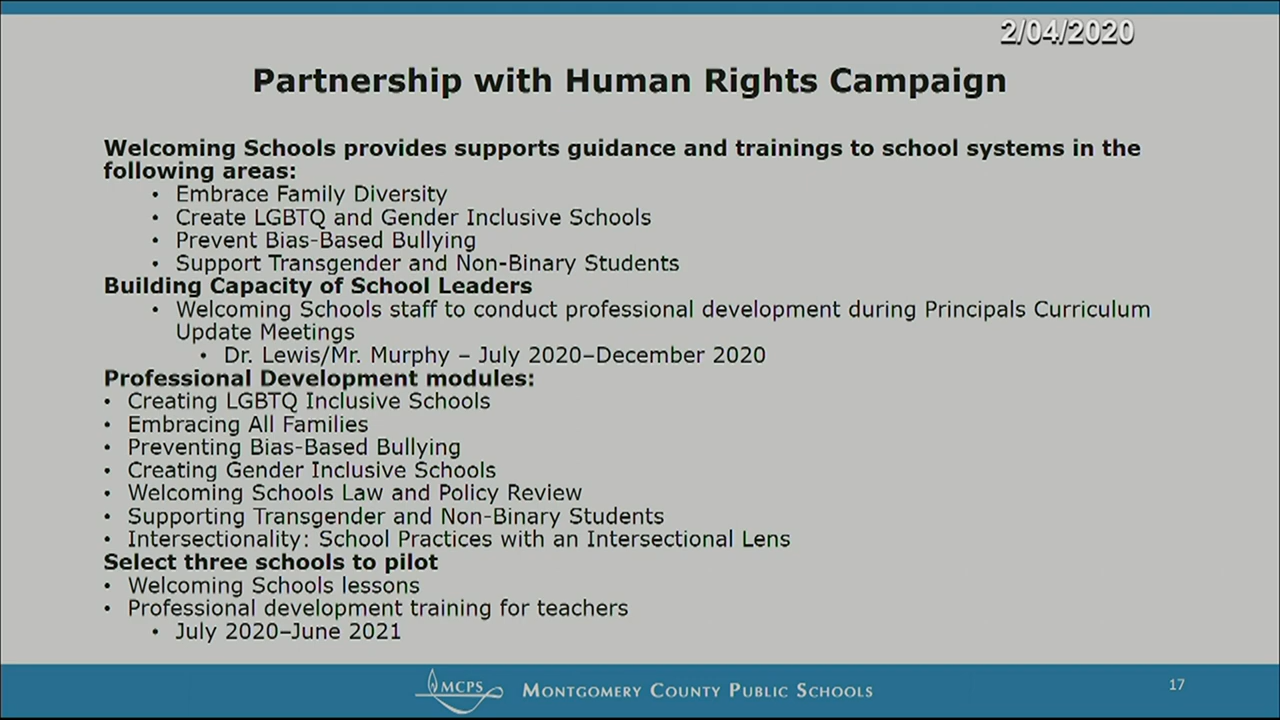 2/04/2020
Partnership with Human Rights Campaign
Welcoming Schools provides supports guidance and trainings to school systems in the
following areas:
• Embrace Family Diversity
• Create LGBTQ and Gender Inclusive Schools
• Prevent Bias-Based Bullying
• Support Transgender and Non-Binary Students
Building Capacity of School Leaders
• Welcoming Schools staff to conduct professional development during Principals Curriculum
Update Meetings
• Dr. Lewis/Mr. Murphy – July 2020–December 2020
Professional Development modules:
• Creating LGBTQ Inclusive Schools
• Embracing All Families
• Preventing Bias-Based Bullying
• Creating Gender Inclusive Schools
• Welcoming Schools Law and Policy Review
• Supporting Transgender and Non-Binary Students
• Intersectionality: School Practices with an Intersectional Lens
Select three schools to pilot
• Welcoming Schools lessons
• Professional development training for teachers
• July 2020–June 2021
MCPS MONTGOMERY COUNTY PUBLIC SCHOOLS 17